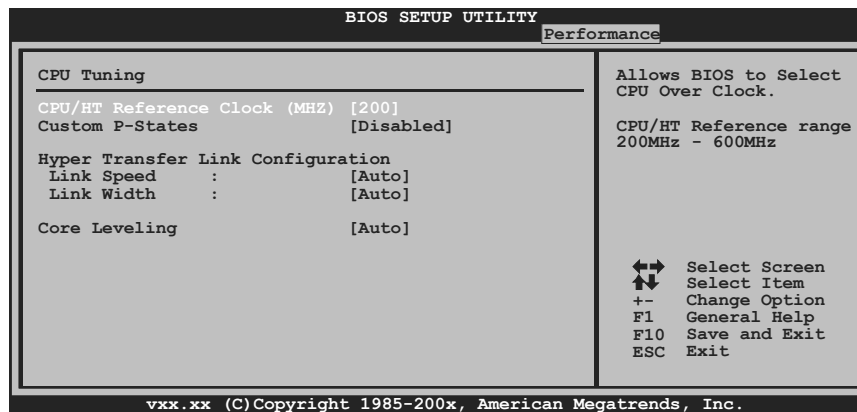 BIOS SETUP UTILITY
Performance
CPU Tuning
CPU/HT Reference Clock (MHZ) [200]
Custom P-States [Disabled]
Hyper Transfer Link Configuration
Link Speed : [Auto]
Link Width : [Auto]
Core Leveling [Auto]
Allows BIOS to Select
CPU Over Clock.
CPU/HT Reference range
200MHz - 600MHz
Select Screen
Select Item
+- Change Option
F1 General Help
F10 Save and Exit
ESC Exit
vxx.xx (C)Copyright 1985-200x, American Megatrends, Inc.